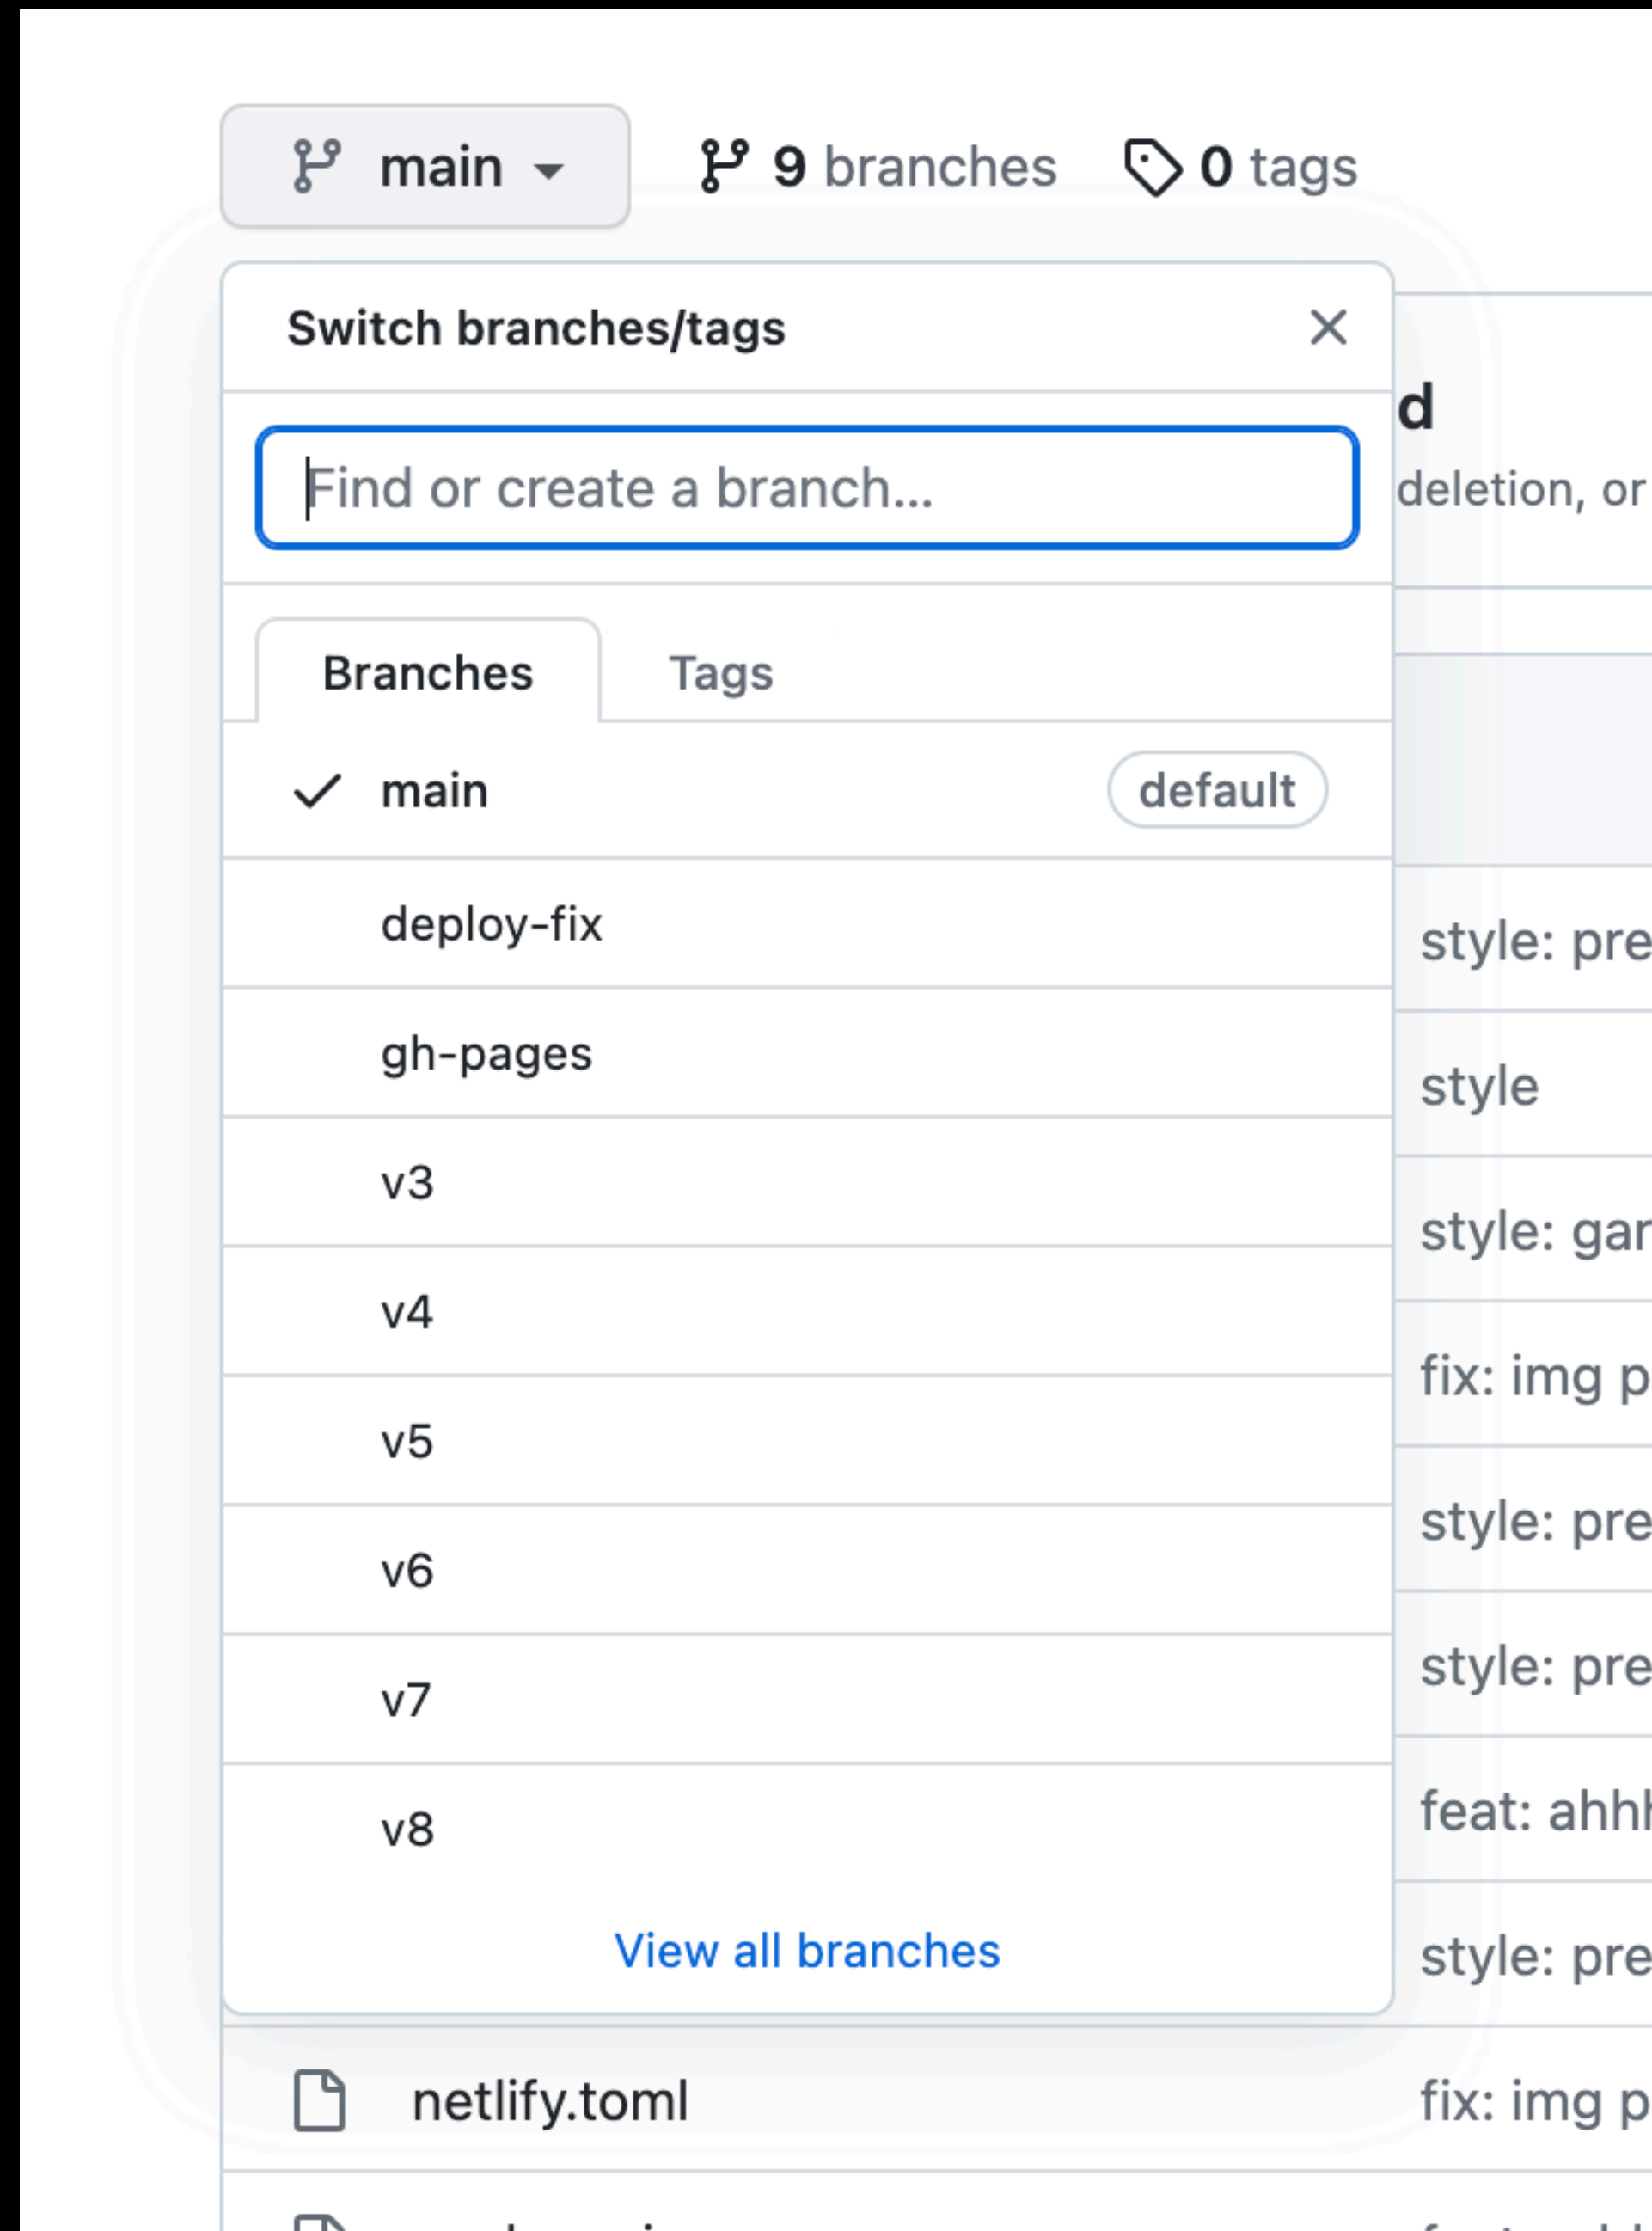 main 9 branches 0 tags
Switch branches/tags
d
Find or create a branch...
deletion, or
Branches Tags
main default
deploy-fix
style: pre
gh-pages
style
v3
style: gar
v4
fix: img p
v5
style: pre
v6
style: pre
v7
feat: ahhh
v8
style: pre
View all branches
netlify.toml fix: img p